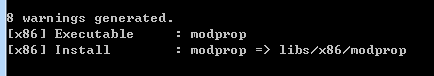 8 warnings generated.
[x86] Executable     : modprop
[x86] Install        : modprop => libs/x86/modprop